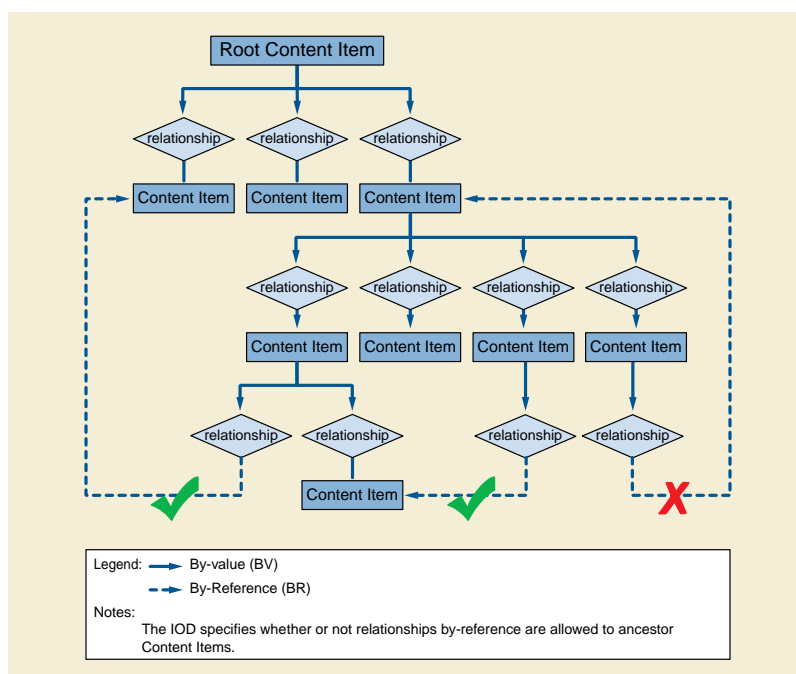 Root Content Item
relationship
relationship
relationship
Content Item
Content Item
Content Item
relationship
relationship
relationship
relationship
Content Item
Content Item
Content Item
Content Item
relationship
relationship
relationship
relationship
Content Item
Legend: By-value (BV)
By-Reference (BR)
Notes:
The IOD specifies whether or not relationships by-reference are allowed to ancestor
Content Items.